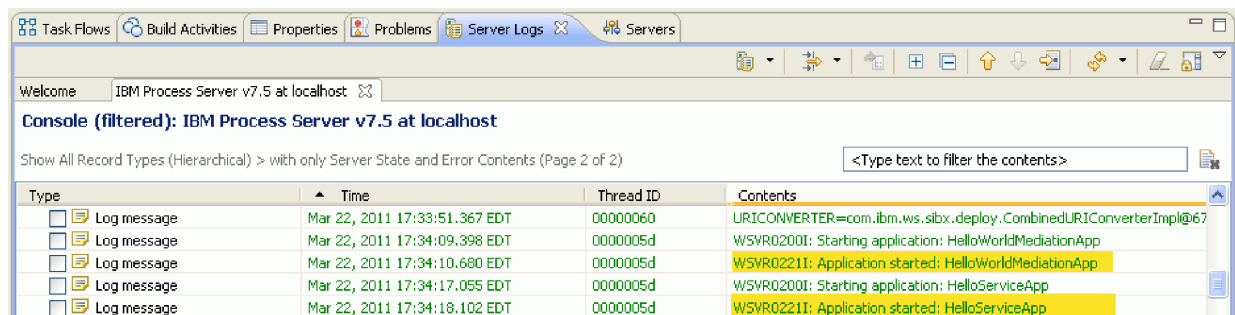 Task Flows Build Activities Properties Problems Server Logs Servers
Welcome IBM Process Server v7.5 at localhost
Console (filtered): IBM Process Server v7.5 at localhost
Show All Record Types (Hierarchical) > with only Server State and Error Contents (Page 2 of 2) <Type text to filter the contents>
Type Time Thread ID Contents
Log message Mar 22, 2011 17:33:51.367 EDT 00000060 URICONVERTER=com.ibm.ws.sibx.deploy.CombinedURIConverterImpl@67
Log message Mar 22, 2011 17:34:09.398 EDT 0000005d WSVR0200I: Starting application: HelloWorldMediationApp
Log message Mar 22, 2011 17:34:10.680 EDT 0000005d WSVR0221I: Application started: HelloWorldMediationApp
Log message Mar 22, 2011 17:34:17.055 EDT 0000005d WSVR0200I: Starting application: HelloServiceApp
Log message Mar 22, 2011 17:34:18.102 EDT 0000005d WSVR0221I: Application started: HelloServiceApp